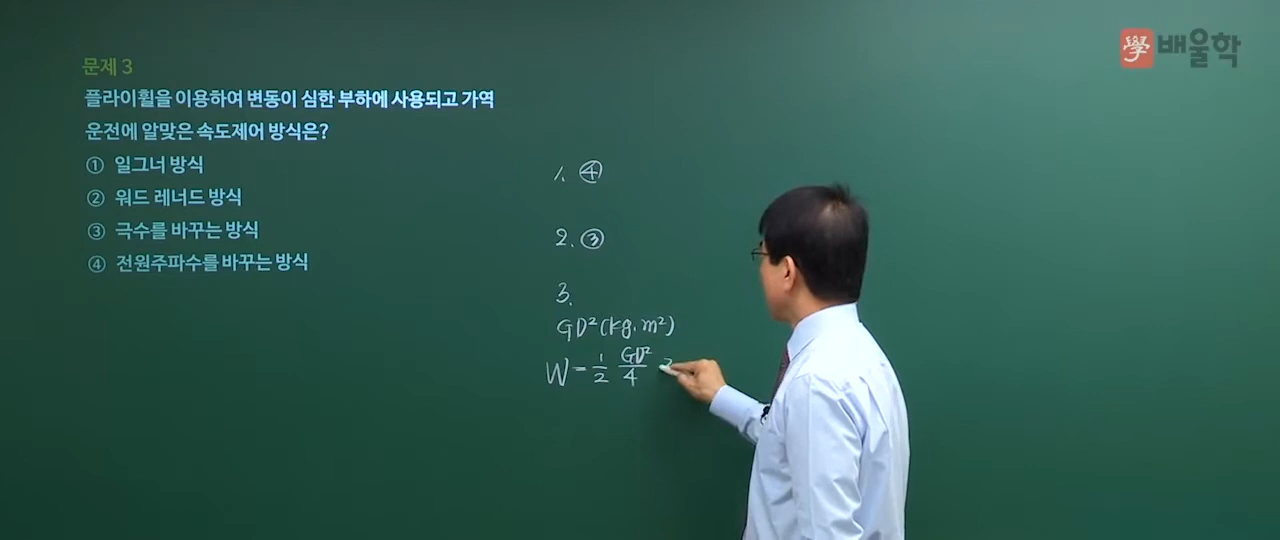 學 배울학
문제 3
플라이휠을 이용하여 변동이 심한 부하에 사용되고 가역
운전에 알맞은 속도제어 방식은?
① 일그너 방식
② 워드 레너드 방식
③ 극수를 바꾸는 방식
④ 전원주파수를 바꾸는 방식
1. ④
2. ③
3.
GD²(kg·m²)
W = 1/2 GD²/4